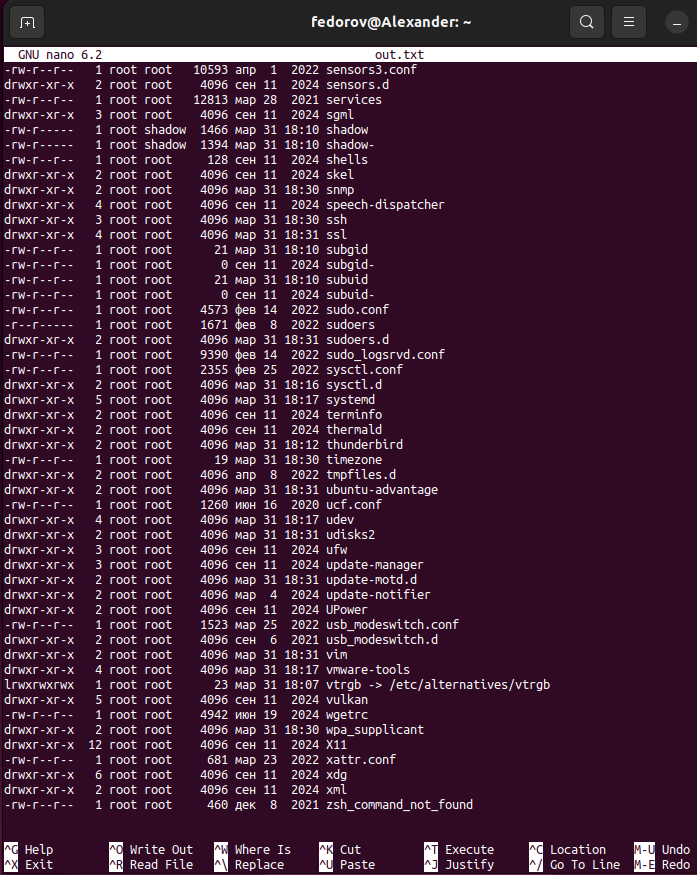 fedorov@Alexander: ~
GNU nano 6.2 out.txt
-rw-r--r-- 1 root root 10593 апр 1 2022 sensors3.conf
drwxr-xr-x 2 root root 4096 сен 11 2024 sensors.d
-rw-r--r-- 1 root root 12813 мар 28 2021 services
drwxr-xr-x 3 root root 4096 сен 11 2024 sgml
-rw-r----- 1 root shadow 1466 мар 31 18:10 shadow
-rw-r----- 1 root shadow 1394 мар 31 18:10 shadow-
-rw-r--r-- 1 root root 128 сен 11 2024 shells
drwxr-xr-x 2 root root 4096 сен 11 2024 skel
drwxr-xr-x 2 root root 4096 мар 31 18:30 snmp
drwxr-xr-x 4 root root 4096 сен 11 2024 speech-dispatcher
drwxr-xr-x 3 root root 4096 мар 31 18:30 ssh
drwxr-xr-x 4 root root 4096 мар 31 18:31 ssl
-rw-r--r-- 1 root root 21 мар 31 18:10 subgid
-rw-r--r-- 1 root root 0 сен 11 2024 subgid-
-rw-r--r-- 1 root root 21 мар 31 18:10 subuid
-rw-r--r-- 1 root root 0 сен 11 2024 subuid-
-rw-r--r-- 1 root root 4573 фев 14 2022 sudo.conf
-r--r----- 1 root root 1671 фев 8 2022 sudoers
drwxr-xr-x 2 root root 4096 мар 31 18:31 sudoers.d
-rw-r--r-- 1 root root 9390 фев 14 2022 sudo_logsrvd.conf
-rw-r--r-- 1 root root 2355 фев 25 2022 sysctl.conf
drwxr-xr-x 2 root root 4096 мар 31 18:16 sysctl.d
drwxr-xr-x 5 root root 4096 мар 31 18:17 systemd
drwxr-xr-x 2 root root 4096 сен 11 2024 terminfo
drwxr-xr-x 2 root root 4096 сен 11 2024 thermald
drwxr-xr-x 2 root root 4096 мар 31 18:12 thunderbird
-rw-r--r-- 1 root root 19 мар 31 18:30 timezone
drwxr-xr-x 2 root root 4096 апр 8 2022 tmpfiles.d
drwxr-xr-x 2 root root 4096 мар 31 18:31 ubuntu-advantage
-rw-r--r-- 1 root root 1260 июн 16 2020 ucf.conf
drwxr-xr-x 4 root root 4096 мар 31 18:17 udev
drwxr-xr-x 2 root root 4096 мар 31 18:31 udisks2
drwxr-xr-x 3 root root 4096 сен 11 2024 ufw
drwxr-xr-x 3 root root 4096 сен 11 2024 update-manager
drwxr-xr-x 2 root root 4096 мар 31 18:31 update-motd.d
drwxr-xr-x 2 root root 4096 мар 4 2024 update-notifier
drwxr-xr-x 2 root root 4096 сен 11 2024 UPower
-rw-r--r-- 1 root root 1523 мар 25 2022 usb_modeswitch.conf
drwxr-xr-x 2 root root 4096 сен 6 2021 usb_modeswitch.d
drwxr-xr-x 2 root root 4096 мар 31 18:31 vim
drwxr-xr-x 4 root root 4096 мар 31 18:17 vmware-tools
lrwxrwxrwx 1 root root 23 мар 31 18:07 vtrgb -> /etc/alternatives/vtrgb
drwxr-xr-x 5 root root 4096 сен 11 2024 vulkan
-rw-r--r-- 1 root root 4942 июн 19 2024 wgetrc
drwxr-xr-x 2 root root 4096 мар 31 18:30 wpa_supplicant
drwxr-xr-x 12 root root 4096 сен 11 2024 X11
-rw-r--r-- 1 root root 681 мар 23 2022 xattr.conf
drwxr-xr-x 6 root root 4096 сен 11 2024 xdg
drwxr-xr-x 2 root root 4096 сен 11 2024 xml
-rw-r--r-- 1 root root 460 дек 8 2021 zsh_command_not_found
^G Help ^O Write Out ^W Where Is ^K Cut ^T Execute ^C Location M-U Undo
^X Exit ^R Read File ^\ Replace ^U Paste ^J Justify ^/ Go To Line M-E Redo